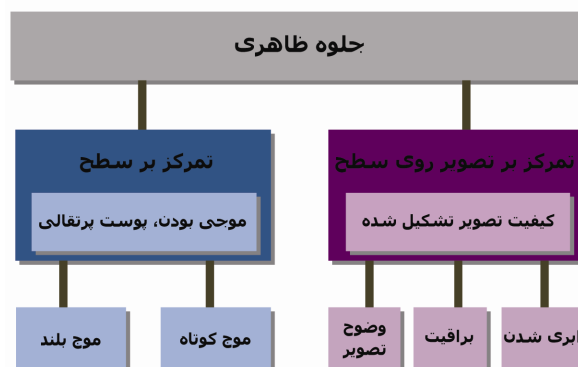 جلوه ظاهری
تمرکز بر تصویر روی سطح
تمرکز بر سطح
کیفیت تصویر تشکیل شده
موجی بودن، پوست پرتقالی
ابری شدن
براقیت
وضوح
تصویر
موج کوتاه
موج بلند